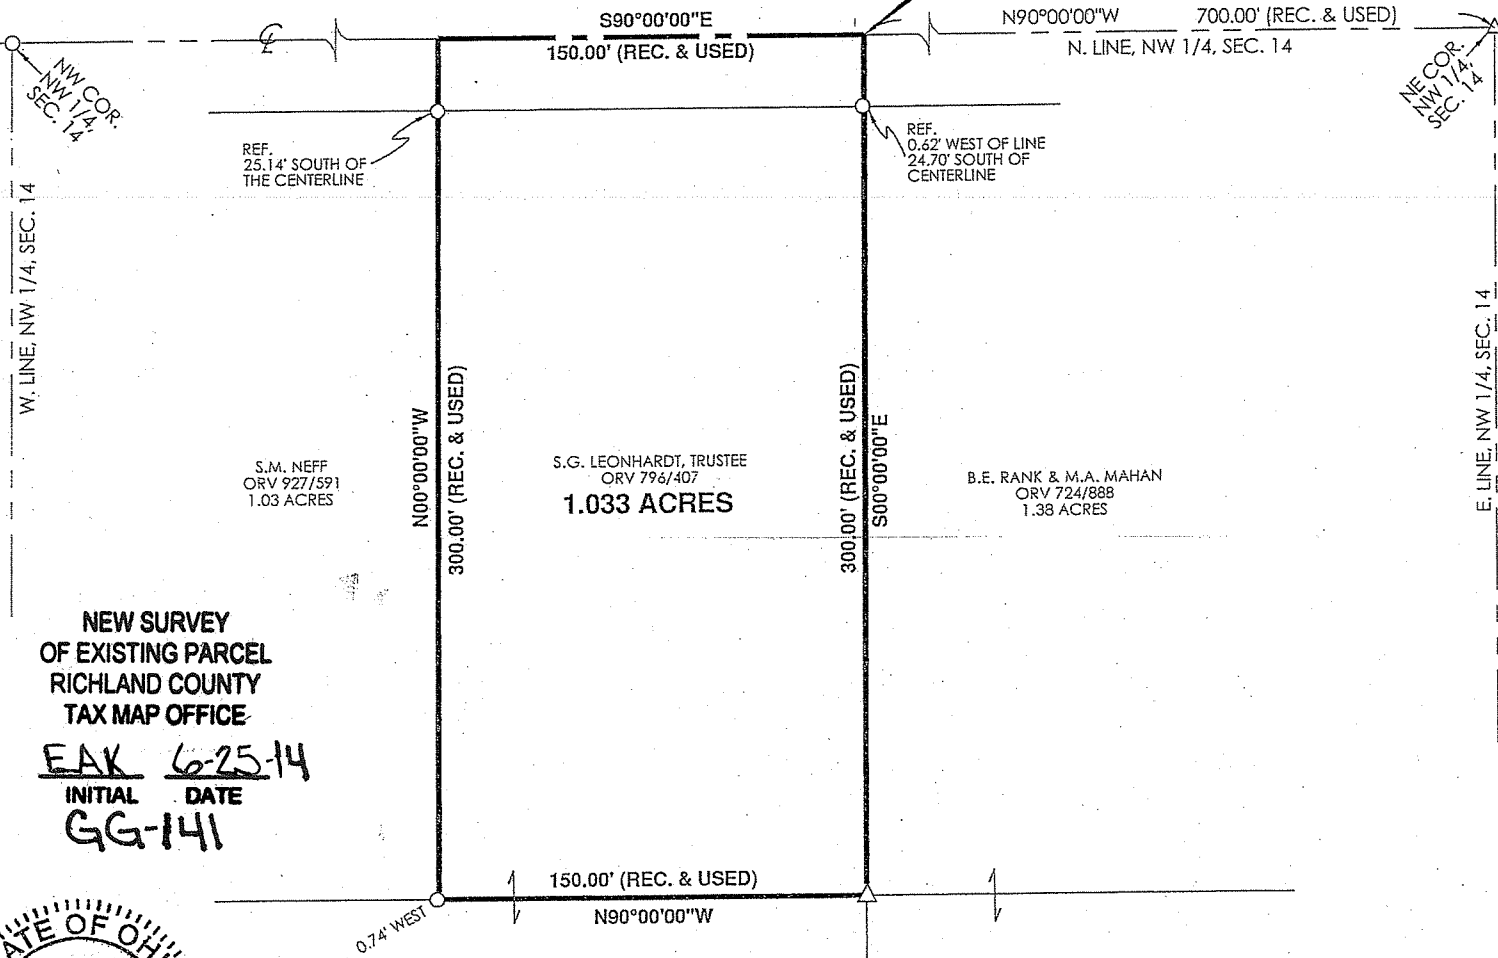 S90°00'00"E
150.00' (REC. & USED)
N90°00'00"W 700.00' (REC. & USED)
N. LINE, NW 1/4, SEC. 14
NW COR.
NW 1/4,
SEC. 14
NE COR.
NW 1/4,
SEC. 14
REF.
25.14' SOUTH OF
THE CENTERLINE
REF.
0.62' WEST OF LINE
24.70' SOUTH OF
CENTERLINE
W. LINE, NW 1/4, SEC. 14
E. LINE, NW 1/4, SEC. 14
N00°00'00"W
300.00' (REC. & USED)
300.00' (REC. & USED)
S00°00'00"E
S.M. NEFF
ORV 927/591
1.03 ACRES
S.G. LEONHARDT, TRUSTEE
ORV 796/407
1.033 ACRES
B.E. RANK & M.A. MAHAN
ORV 724/888
1.38 ACRES
NEW SURVEY
OF EXISTING PARCEL
RICHLAND COUNTY
TAX MAP OFFICE
EAK 6-25-14
INITIAL DATE
GG-141
150.00' (REC. & USED)
N90°00'00"W
0.74' WEST
ATE OF OH